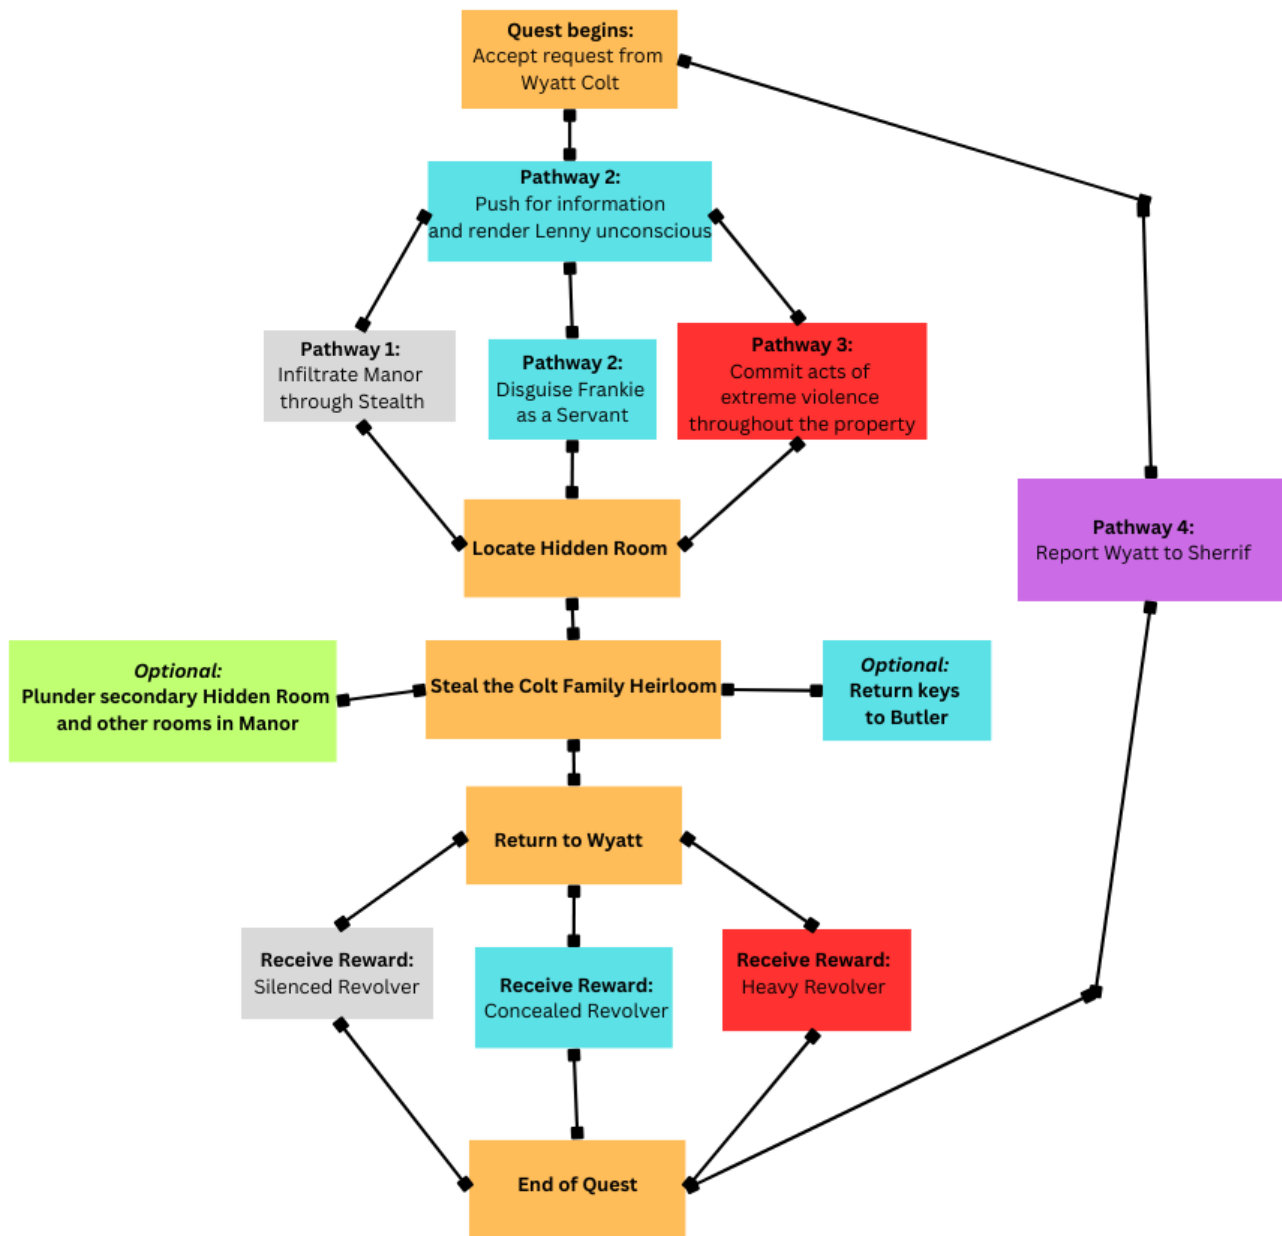 Quest begins:
Accept request from
Wyatt Colt
Pathway 2:
Push for information
and render Lenny unconscious
Pathway 1:
Infiltrate Manor
through Stealth
Pathway 2:
Disguise Frankie
as a Servant
Pathway 3:
Commit acts of
extreme violence
throughout the property
Pathway 4:
Report Wyatt to Sherrif
Locate Hidden Room
Optional:
Plunder secondary Hidden Room
and other rooms in Manor
Steal the Colt Family Heirloom
Optional:
Return keys
to Butler
Return to Wyatt
Receive Reward:
Silenced Revolver
Receive Reward:
Concealed Revolver
Receive Reward:
Heavy Revolver
End of Quest